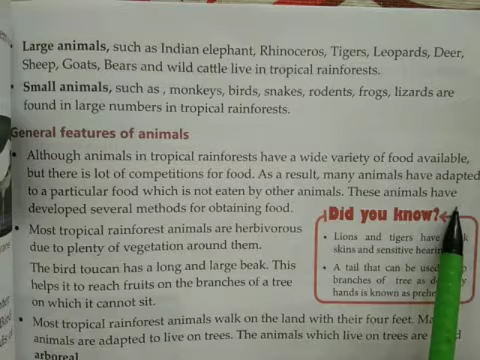 • Large animals, such as Indian elephant, Rhinoceros, Tigers, Leopards, Deer,
Sheep, Goats, Bears and wild cattle live in tropical rainforests.
• Small animals, such as , monkeys, birds, snakes, rodents, frogs, lizards are
found in large numbers in tropical rainforests.
General features of animals
• Although animals in tropical rainforests have a wide variety of food available,
but there is lot of competitions for food. As a result, many animals have adapted
to a particular food which is not eaten by other animals. These animals have
developed several methods for obtaining food.
• Most tropical rainforest animals are herbivorous
due to plenty of vegetation around them.
The bird toucan has a long and large beak. This
helps it to reach fruits on the branches of a tree
on which it cannot sit.
Did you know?
• Lions and tigers have
skins and sensitive
• A tail that can be used
branches of tree as
hands is known as
• Most tropical rainforest animals walk on the land with their four feet.
animals are adapted to live on trees. The animals which live on trees are
arboreal